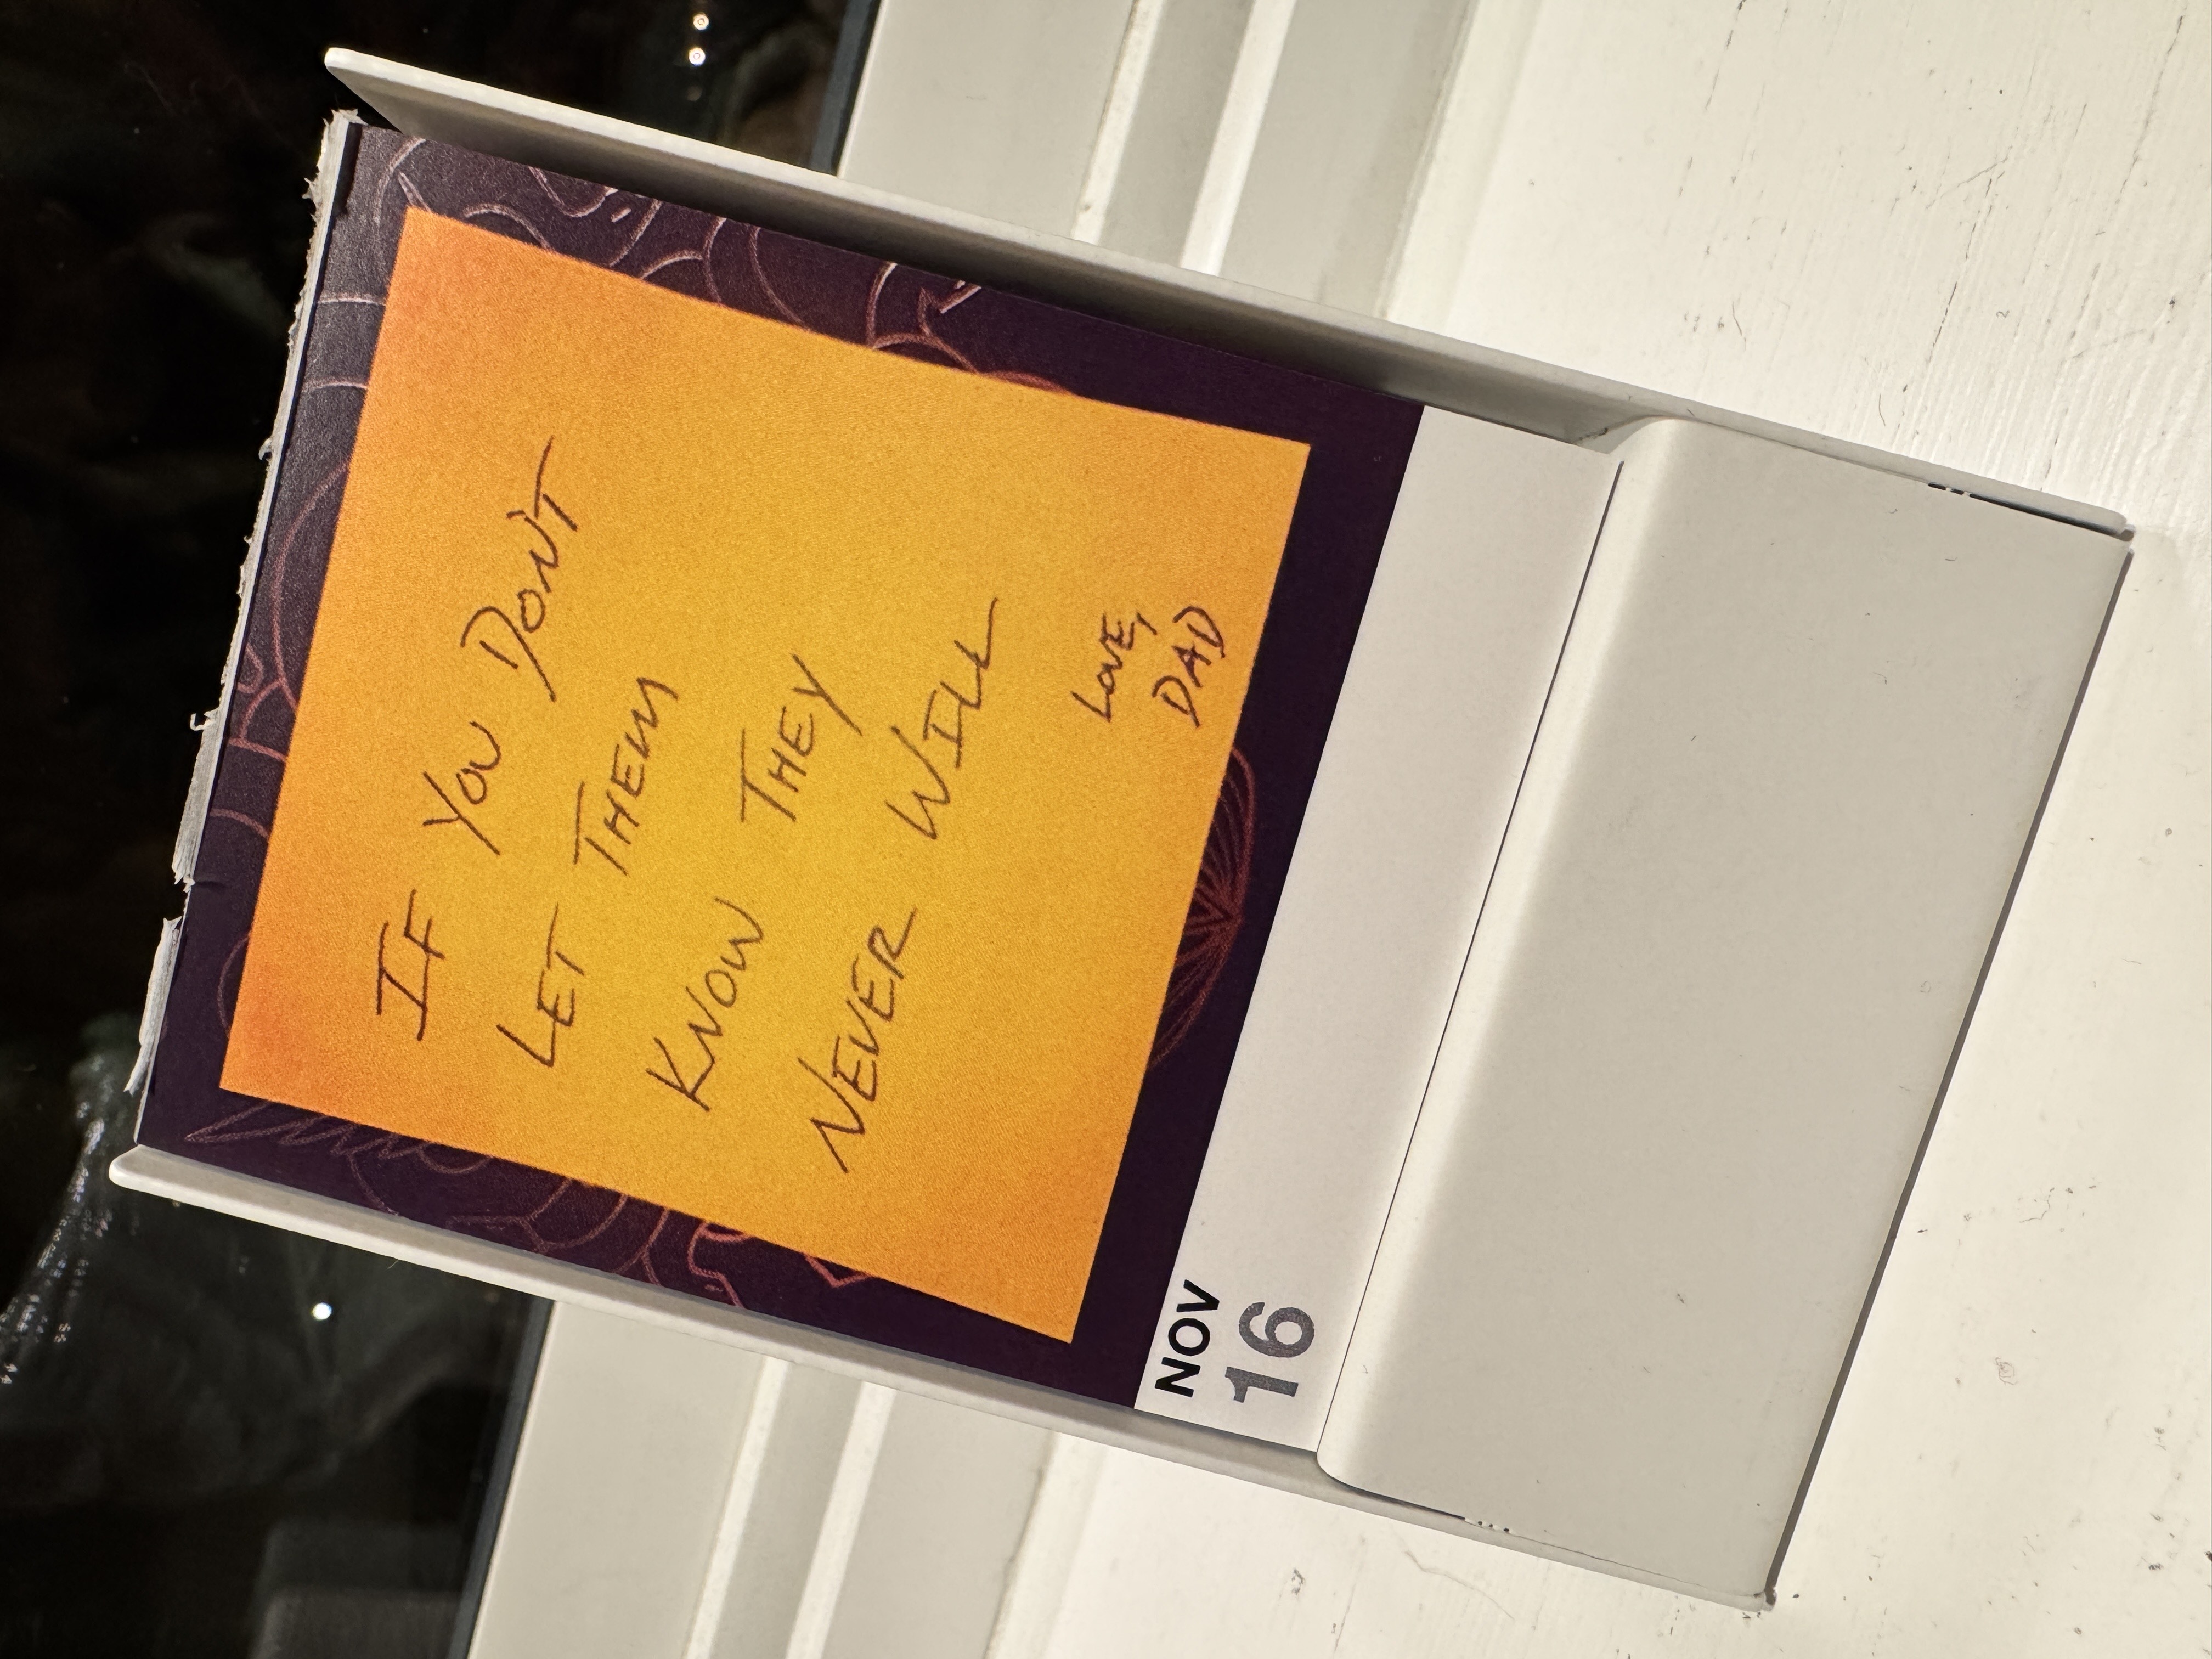 IF YOU DON'T
LET THEM
KNOW THEY
NEVER WILL
LOVE,
DAD
NOV
16